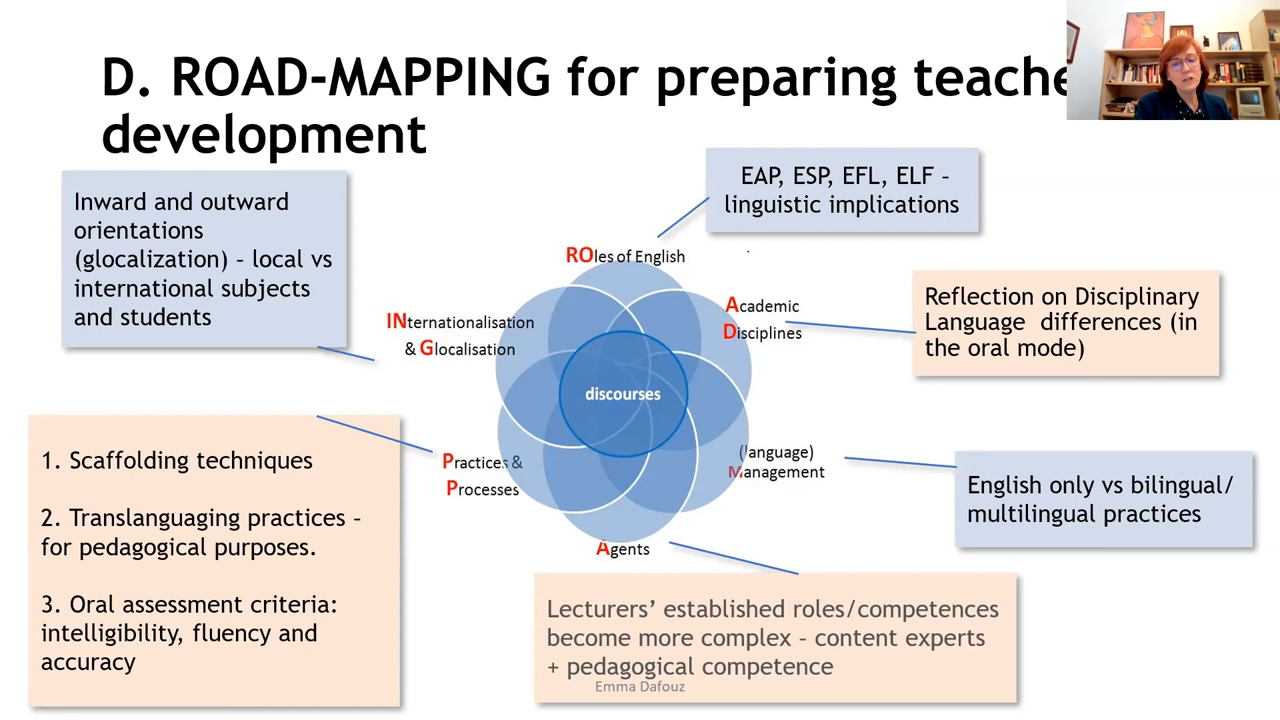 D. ROAD-MAPPING for preparing teache
development
Inward and outward
orientations
(glocalization) – local vs
international subjects
and students
EAP, ESP, EFL, ELF –
linguistic implications
ROles of English
Academic
Disciplines
Reflection on Disciplinary
Language differences (in
the oral mode)
INternationalisation
& Glocalisation
discourses
(language)
Management
English only vs bilingual/
multilingual practices
Practices &
Processes
1. Scaffolding techniques
2. Translanguaging practices –
for pedagogical purposes.
3. Oral assessment criteria:
intelligibility, fluency and
accuracy
Agents
Lecturers’ established roles/competences
become more complex – content experts
+ pedagogical competence
Emma Dafouz